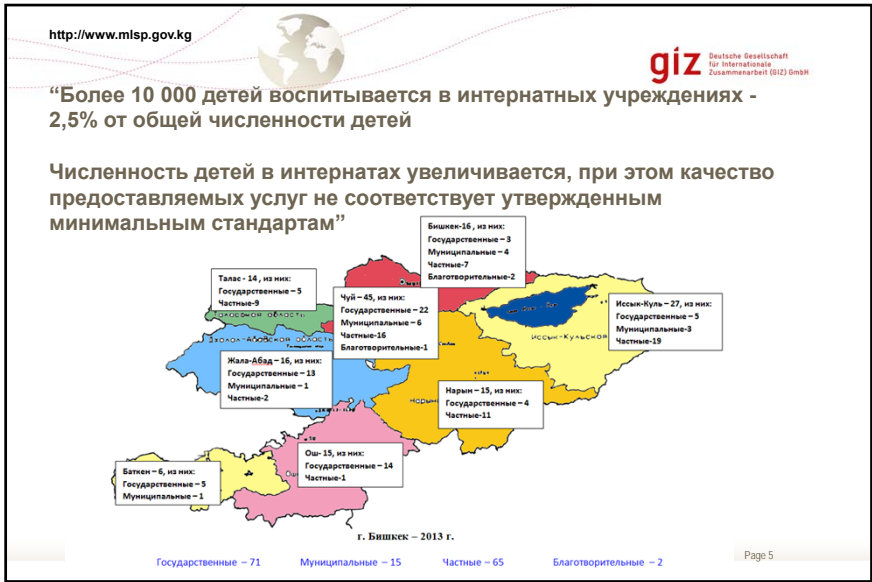 http://www.mlsp.gov.kg
giz Deutsche Gesellschaft
für Internationale
Zusammenarbeit (GIZ) GmbH
“Более 10 000 детей воспитывается в интернатных учреждениях -
2,5% от общей численности детей
Численность детей в интернатах увеличивается, при этом качество
предоставляемых услуг не соответствует утвержденным
минимальным стандартам”
Бишкек-16 , из них:
Государственные – 3
Муниципальные – 4
Частные-7
Благотворительные-2
Талас - 14 , из них:
Государственные – 5
Частные-9
Чуй – 45, из них:
Государственные – 22
Муниципальные – 6
Частные-16
Благотворительные-1
Иссык-Куль – 27, из них:
Государственные – 5
Муниципальные-3
Частные-19
Иссык-Кульская
Жала-Абад – 16, из них:
Государственные – 13
Муниципальные – 1
Частные-2
Нарын – 15, из них:
Государственные – 4
Частные-11
Ош- 15, из них:
Государственные – 14
Частные-1
Баткен – 6, из них:
Государственные – 5
Муниципальные – 1
г. Бишкек – 2013 г.
Государственные – 71 Муниципальные – 15 Частные – 65 Благотворительные – 2
Page 5